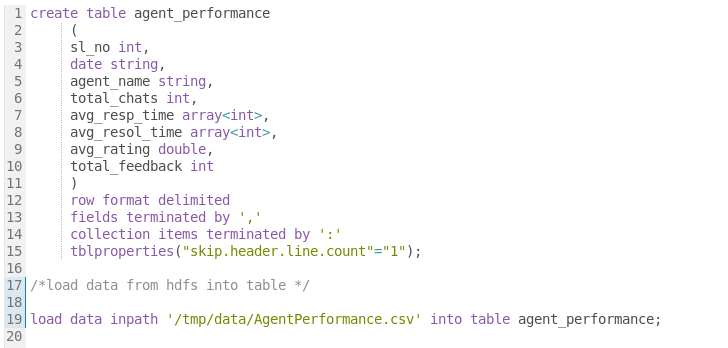 1 create table agent_performance
2 (
3 sl_no int,
4 date string,
5 agent_name string,
6 total_chats int,
7 avg_resp_time array<int>,
8 avg_resol_time array<int>,
9 avg_rating double,
10 total_feedback int
11 )
12 row format delimited
13 fields terminated by ','
14 collection items terminated by ':'
15 tblproperties("skip.header.line.count"="1");
16
17 /*load data from hdfs into table */
18
19 load data inpath '/tmp/data/AgentPerformance.csv' into table agent_performance;
20